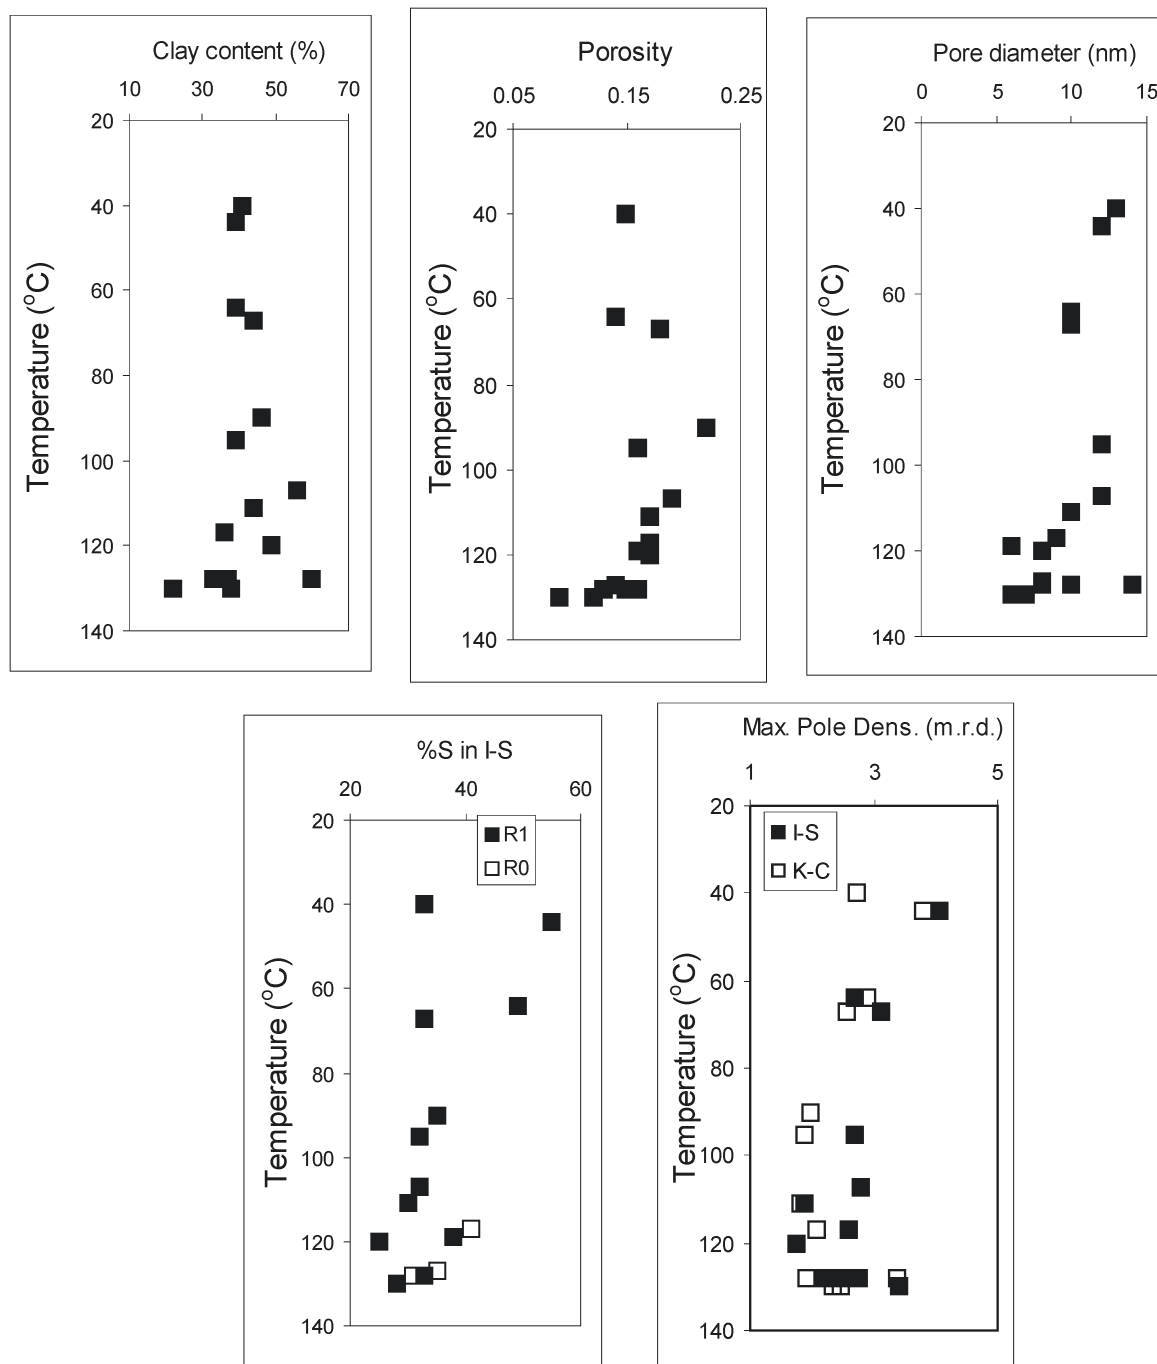 Clay content (%)
10 30 50 70
20
40
60
80
100
120
140
Temperature (°C)
Porosity
0.05 0.15 0.25
20
40
60
80
100
120
140
Temperature (°C)
Pore diameter (nm)
0 5 10 15
20
40
60
80
100
120
140
Temperature (°C)
%S in I-S
20 40 60
20
40
60
80
100
120
140
Temperature (°C)
R1
R0
Max. Pole Dens. (m.r.d.)
1 3 5
20
40
60
80
100
120
140
Temperature (°C)
I-S
K-C